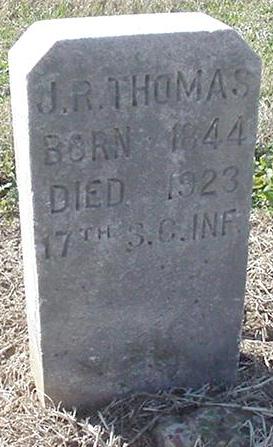 J.R. THOMAS
BORN 1844
DIED 1923
17TH S.C. INF.